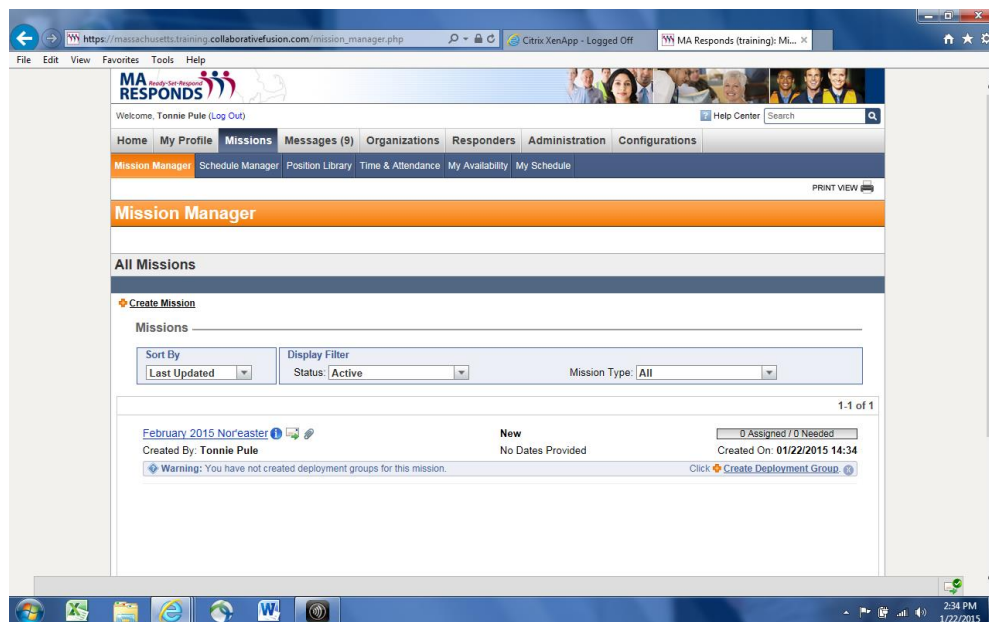 https://massachusetts.training.collaborativefusion.com/mission_manager.php
Citrix XenApp - Logged Off
MA Responds (training): Mi...
File Edit View Favorites Tools Help
MA Ready-Set-Respond
RESPONDS
Welcome, Tonnie Pule (Log Out)
Help Center Search
Home My Profile Missions Messages (9) Organizations Responders Administration Configurations
Mission Manager Schedule Manager Position Library Time & Attendance My Availability My Schedule
PRINT VIEW
Mission Manager
All Missions
Create Mission
Missions
Sort By Display Filter
Last Updated Status: Active Mission Type: All
1-1 of 1
February 2015 Nor'easter New 0 Assigned / 0 Needed
Created By: Tonnie Pule No Dates Provided Created On: 01/22/2015 14:34
Warning: You have not created deployment groups for this mission. Click Create Deployment Group.
2:34 PM
1/22/2015